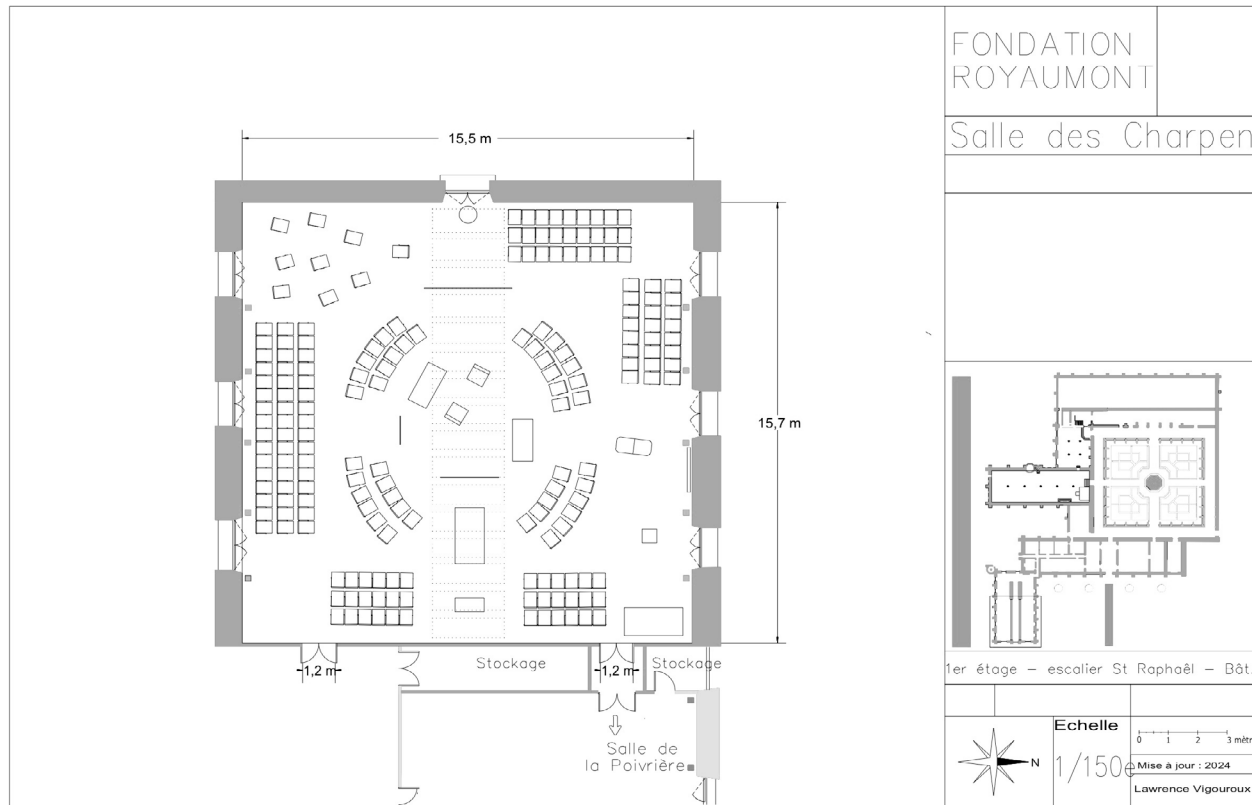 FONDATION
ROYAUMONT
Salle des Charpen
15,5 m
15,7 m
1,2 m
1,2 m
Stockage
Stockage
Salle de
la Poivrière
1er étage – escalier St Raphaël – Bât.
N
Echelle
1/150e
0 1 2 3 mètr
Mise à jour : 2024
Lawrence Vigouroux